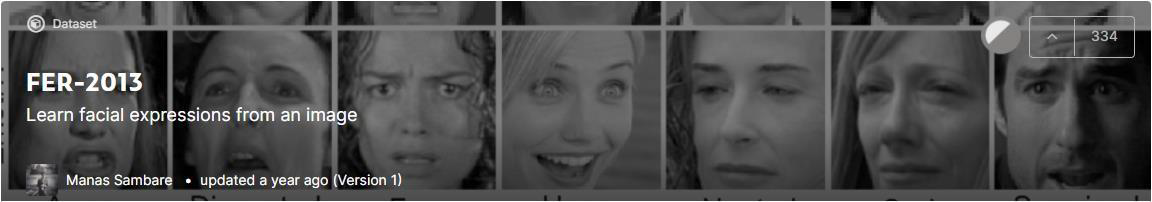 Dataset
334
FER-2013
Learn facial expressions from an image
Manas Sambare • updated a year ago (Version 1)